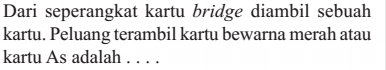 Dari seperangkat kartu bridge diambil sebuah
kartu. Peluang terambil kartu bewarna merah atau
kartu As adalah . . . .